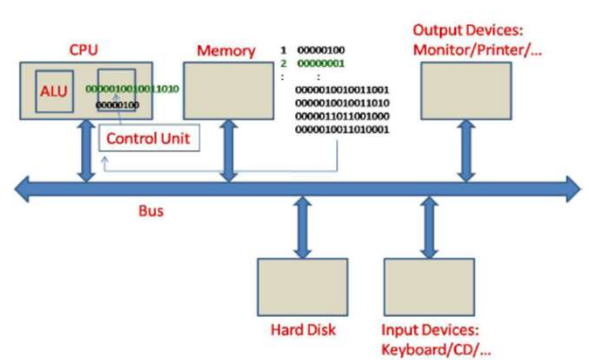 Output Devices:
Monitor/Printer/...
CPU
Memory
1 00000100
2 00000001
: :
ALU
0000010010011010
00000100
0000010010011001
0000010010011010
0000011011001000
0000010011010001
Control Unit
Bus
Hard Disk
Input Devices:
Keyboard/CD/...